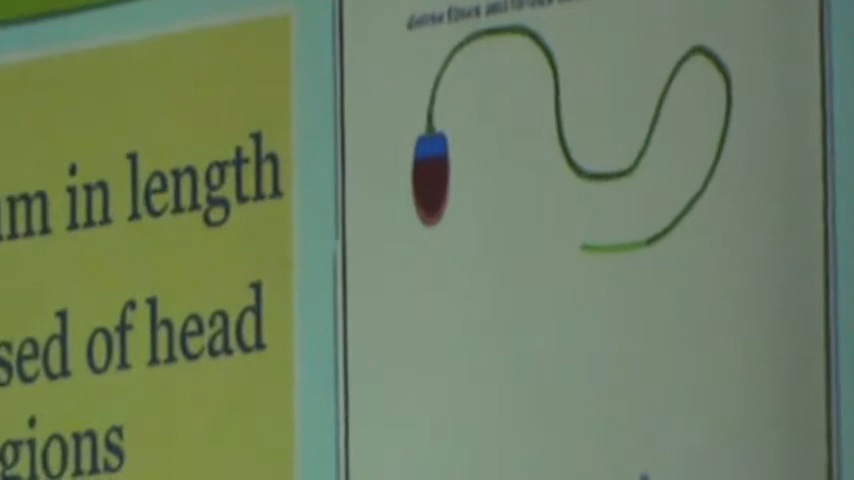 m in length
sed of head
gions